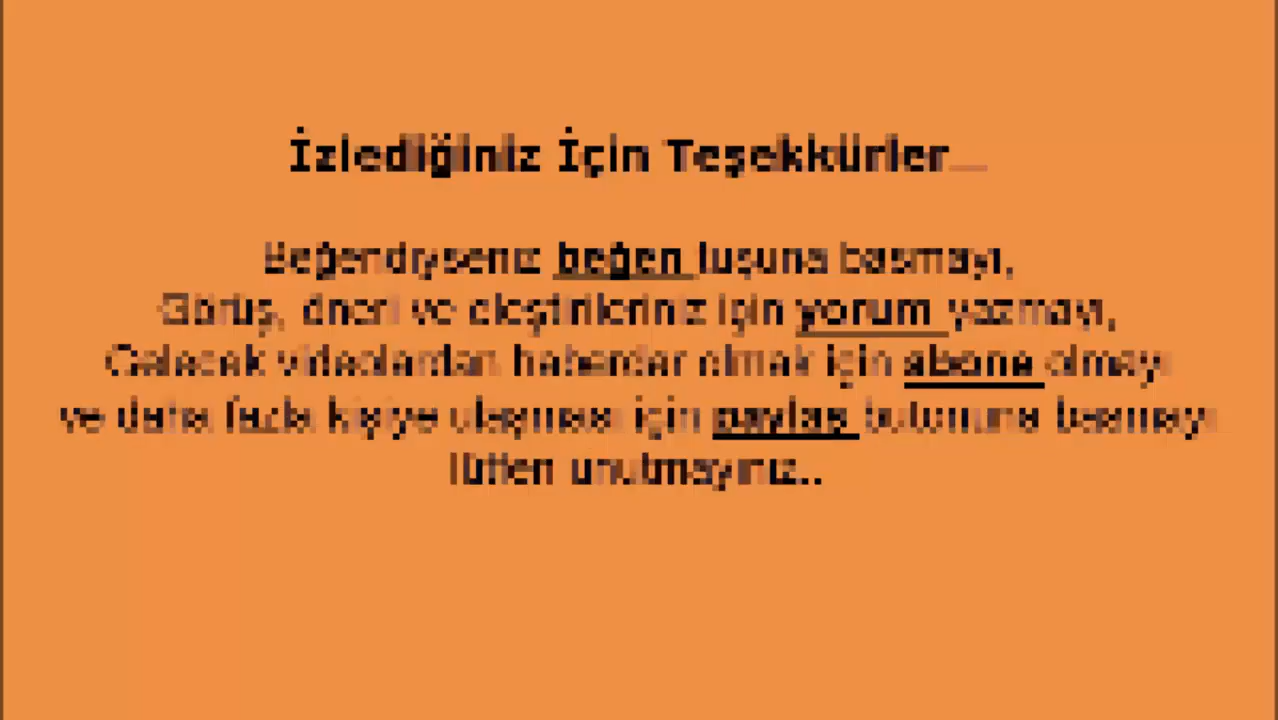 İzlediğiniz İçin Teşekkürler...
Beğendiyseniz beğen tuşuna basmayı,
Görüş, öneri ve eleştirileriniz için yorum yazmayı,
Gelecek videolardan haberdar olmak için abone olmayı
ve daha fazla kişiye ulaşması için paylaş butonuna basmayı
lütfen unutmayınız..